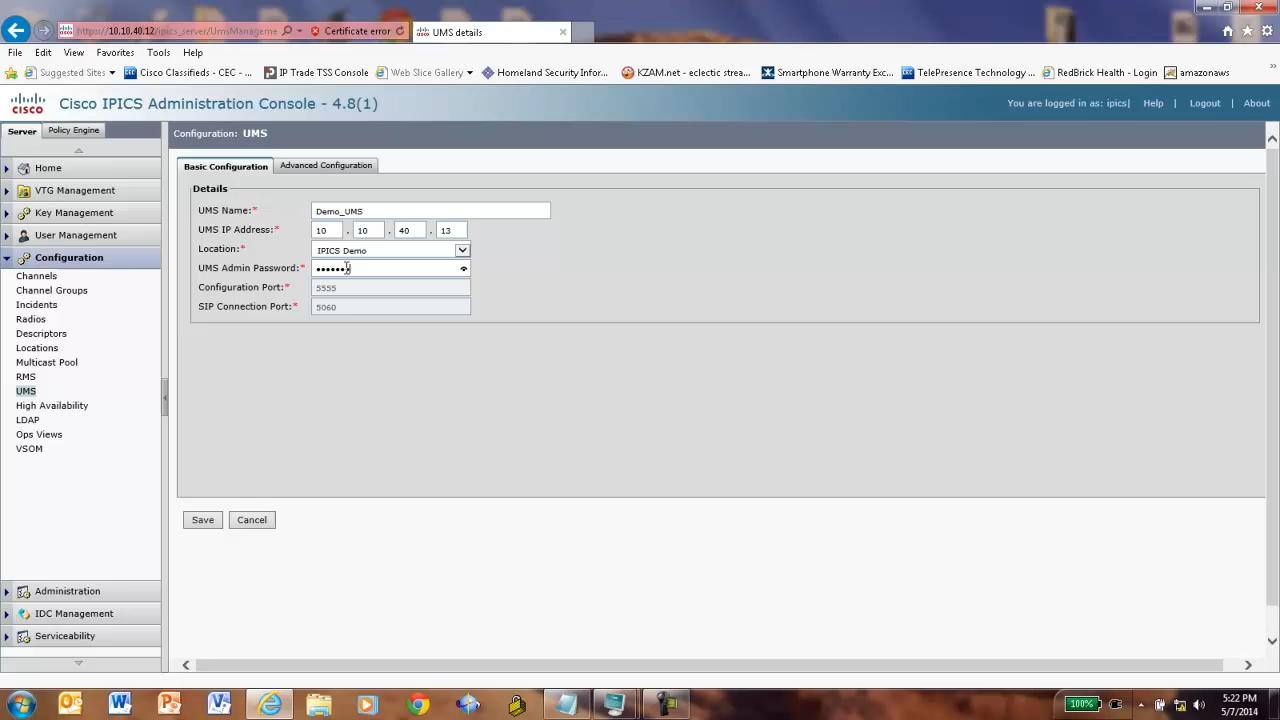 https://10.10.40.12/ipics_server/UmsManageme
Certificate error
UMS details
File Edit View Favorites Tools Help
Suggested Sites
Cisco Classifieds - CEC - ...
IP Trade TSS Console
Web Slice Gallery
Homeland Security Infor...
KZAM.net - eclectic strea...
Smartphone Warranty Exc...
TelePresence Technology ...
RedBrick Health - Login
amazonaws
CISCO
Cisco IPICS Administration Console - 4.8(1)
You are logged in as: ipics| Help Logout About
Server Policy Engine
Configuration: UMS
Home
VTG Management
Key Management
User Management
Configuration
Channels
Channel Groups
Incidents
Radios
Descriptors
Locations
Multicast Pool
RMS
UMS
High Availability
LDAP
Ops Views
VSOM
Administration
IDC Management
Serviceability
Basic Configuration Advanced Configuration
Details
UMS Name:* Demo_UMS
UMS IP Address:* 10 . 10 . 40 . 13
Location:* IPICS Demo
UMS Admin Password:* •••••••
Configuration Port:* 5555
SIP Connection Port:* 5060
Save Cancel
100%
5:22 PM
5/7/2014